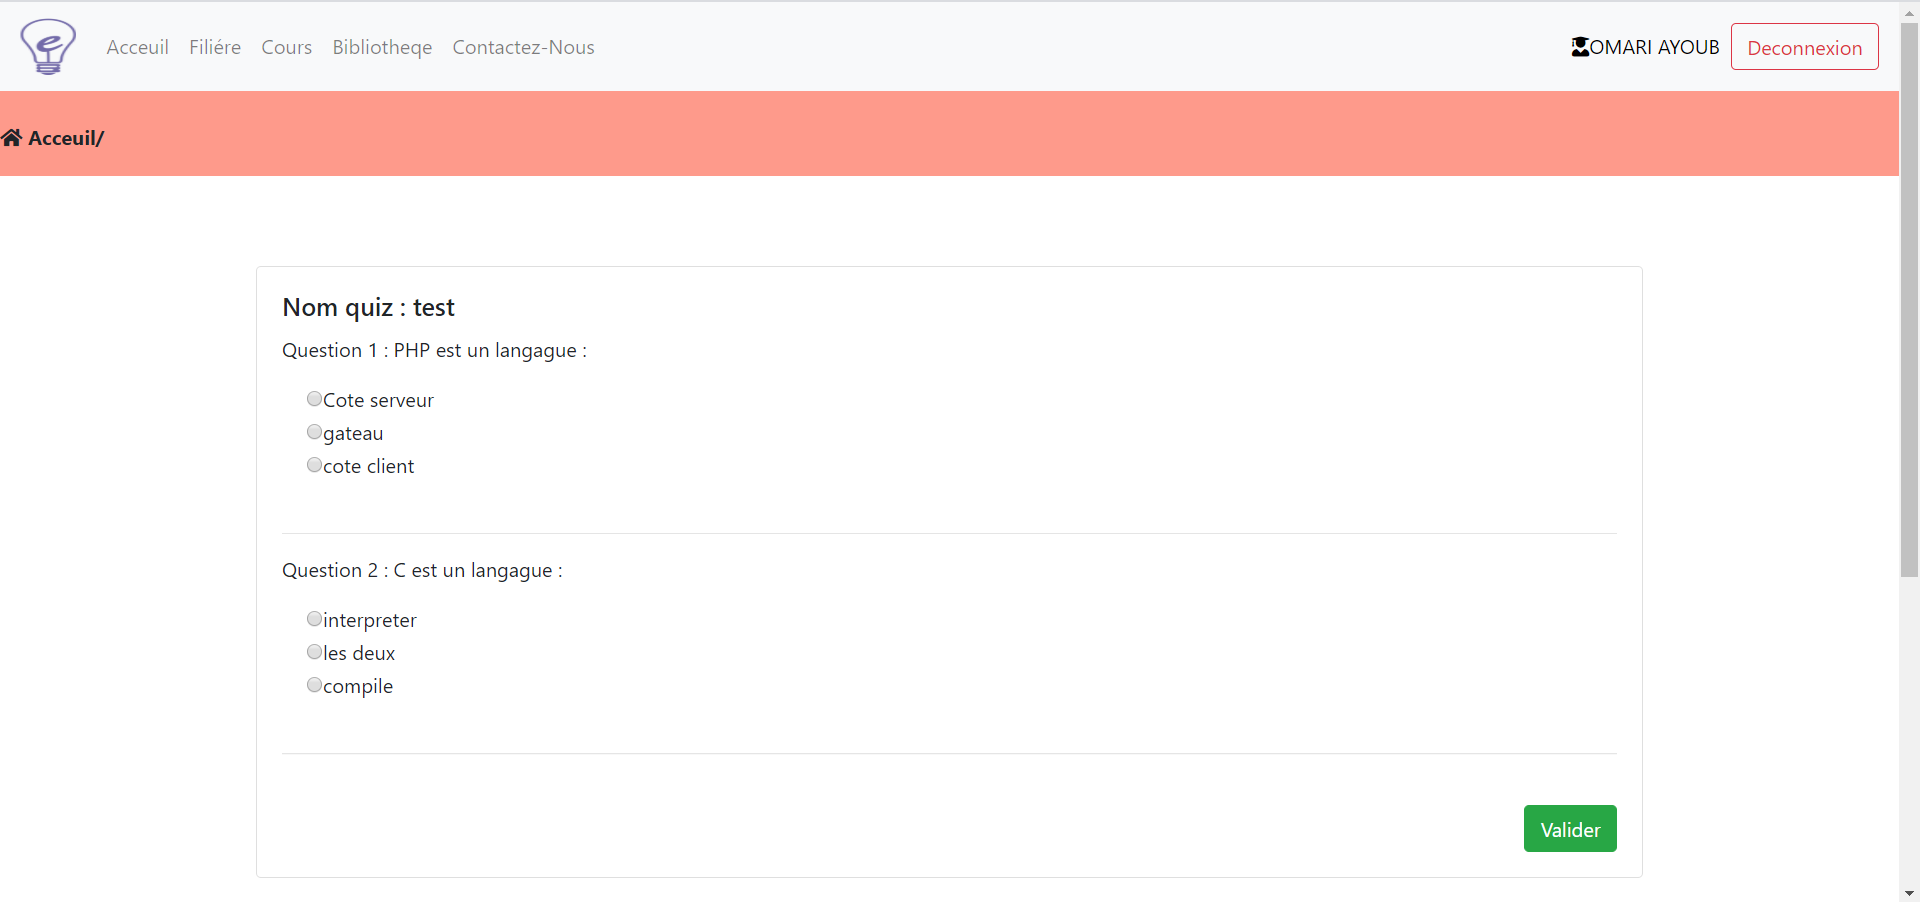 e
Acceuil Filiére Cours Bibliotheqe Contactez-Nous OMARI AYOUB Deconnexion
Acceuil/
Nom quiz : test
Question 1 : PHP est un langague :
Cote serveur
gateau
cote client
Question 2 : C est un langague :
interpreter
les deux
compile
Valider